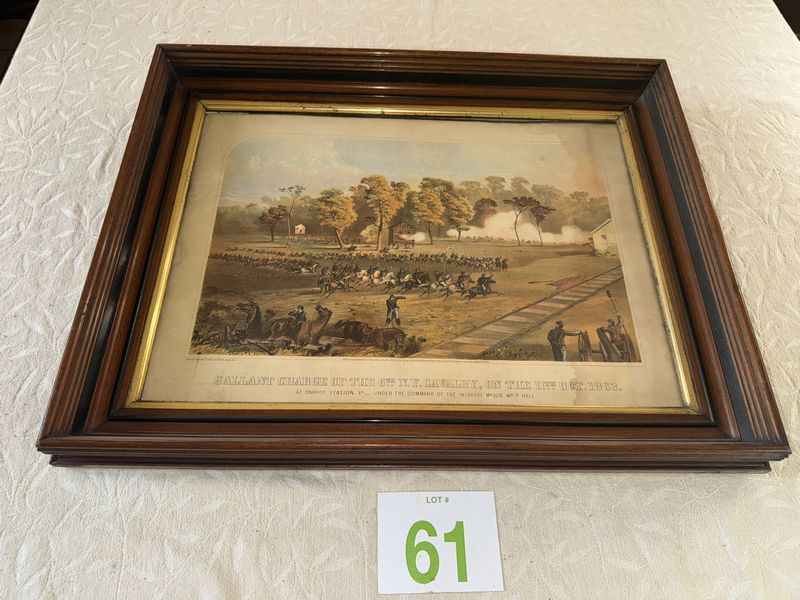 GALLANT CHARGE OF THE 6TH N.Y. CAVALRY, ON THE 11TH OCT. 1863.
AT BRANDY STATION Va UNDER THE COMMAND OF THE INTREPID MAJOR Wm P. HALL
LOT #
61